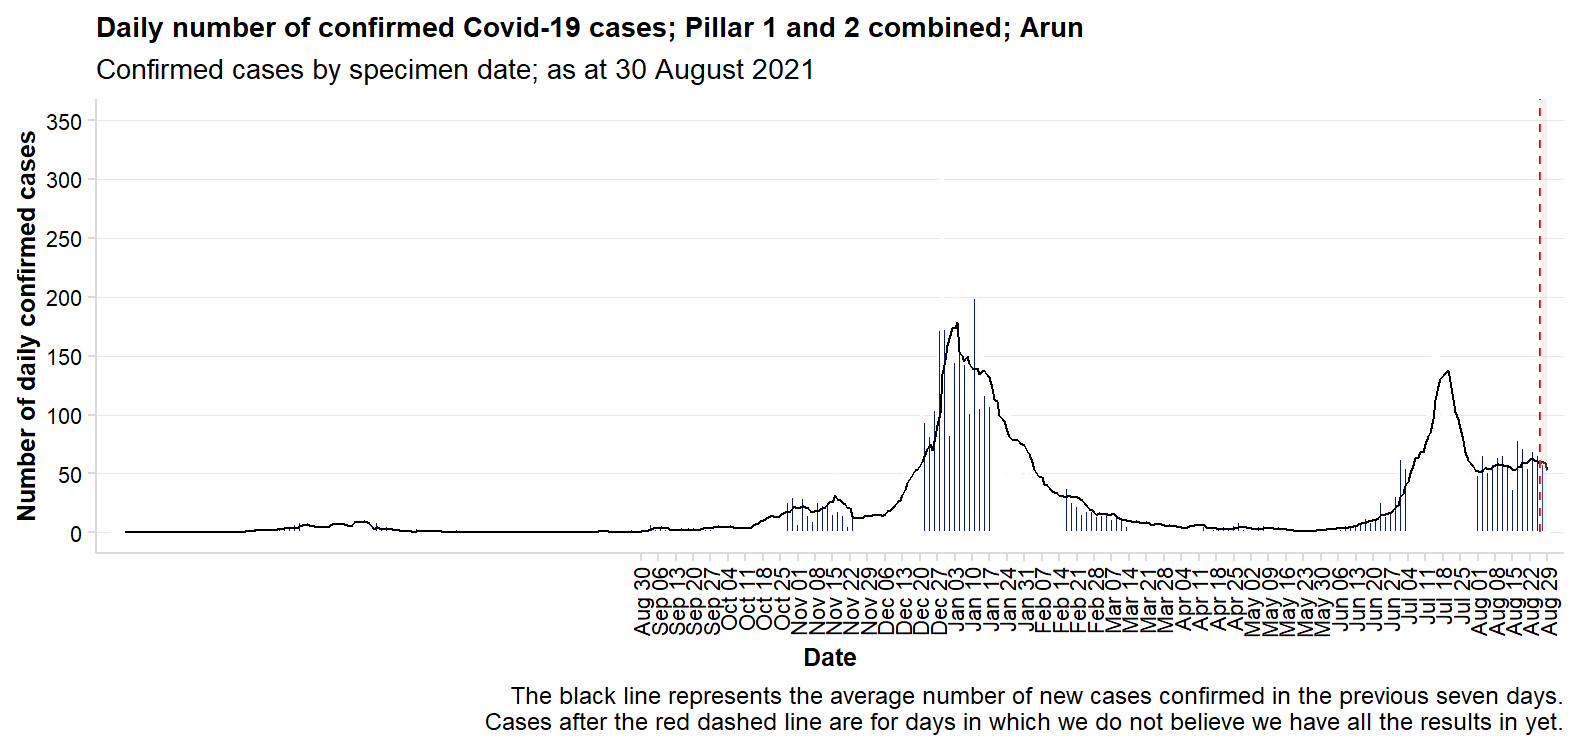 Daily number of confirmed Covid-19 cases; Pillar 1 and 2 combined; Arun
Confirmed cases by specimen date; as at 30 August 2021
Number of daily confirmed cases
350
300
250
200
150
100
50
0
Aug 30
Sep 06
Sep 13
Sep 20
Sep 27
Oct 04
Oct 11
Oct 18
Oct 25
Nov 01
Nov 08
Nov 15
Nov 22
Nov 29
Dec 06
Dec 13
Dec 20
Dec 27
Jan 03
Jan 10
Jan 17
Jan 24
Jan 31
Feb 07
Feb 14
Feb 21
Feb 28
Mar 07
Mar 14
Mar 21
Mar 28
Apr 04
Apr 11
Apr 18
Apr 25
May 02
May 09
May 16
May 23
May 30
Jun 06
Jun 13
Jun 20
Jun 27
Jul 04
Jul 11
Jul 18
Jul 25
Aug 01
Aug 08
Aug 15
Aug 22
Aug 29
Date
The black line represents the average number of new cases confirmed in the previous seven days.
Cases after the red dashed line are for days in which we do not believe we have all the results in yet.